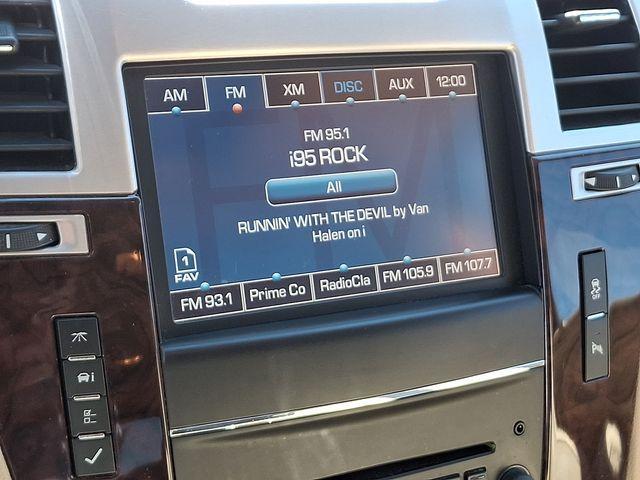 AM FM XM DISC AUX 12:00
FM 95.1
i95 ROCK
All
RUNNIN' WITH THE DEVIL by Van
Halen on i
1
FAV
FM 93.1 Prime Co RadioCla FM 105.9 FM 107.7
OFF
i